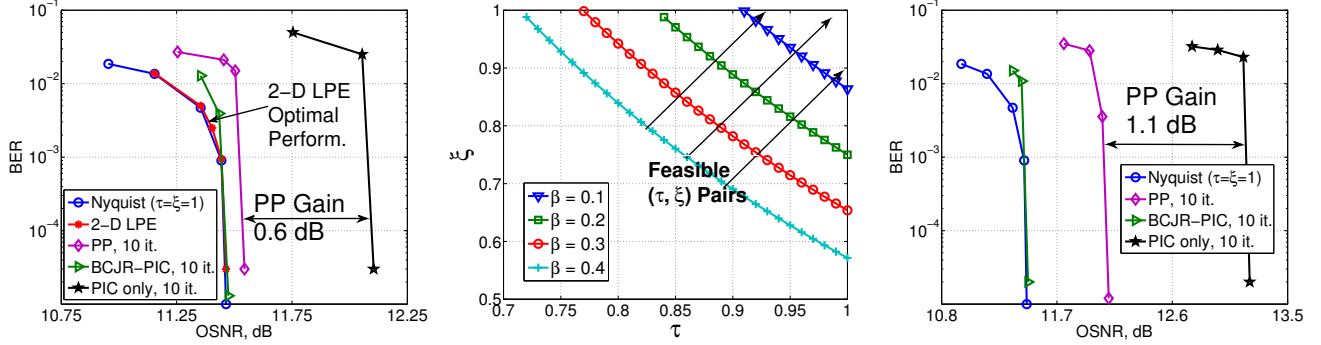 BER
10⁻¹
10⁻²
10⁻³
10⁻⁴
2−D LPE
Optimal
Perform.
PP Gain
0.6 dB
Nyquist (τ=ξ=1)
2−D LPE
PP, 10 it.
BCJR−PIC, 10 it.
PIC only, 10 it.
10.75
11.25
11.75
12.25
OSNR, dB
ξ
1
0.9
0.8
0.7
0.6
0.5
Feasible
(τ, ξ) Pairs
β = 0.1
β = 0.2
β = 0.3
β = 0.4
0.7
0.75
0.8
0.85
0.9
0.95
1
τ
BER
10⁻¹
10⁻²
10⁻³
10⁻⁴
PP Gain
1.1 dB
Nyquist (τ=ξ=1)
PP, 10 it.
BCJR−PIC, 10 it.
PIC only, 10 it.
10.8
11.7
12.6
13.5
OSNR, dB